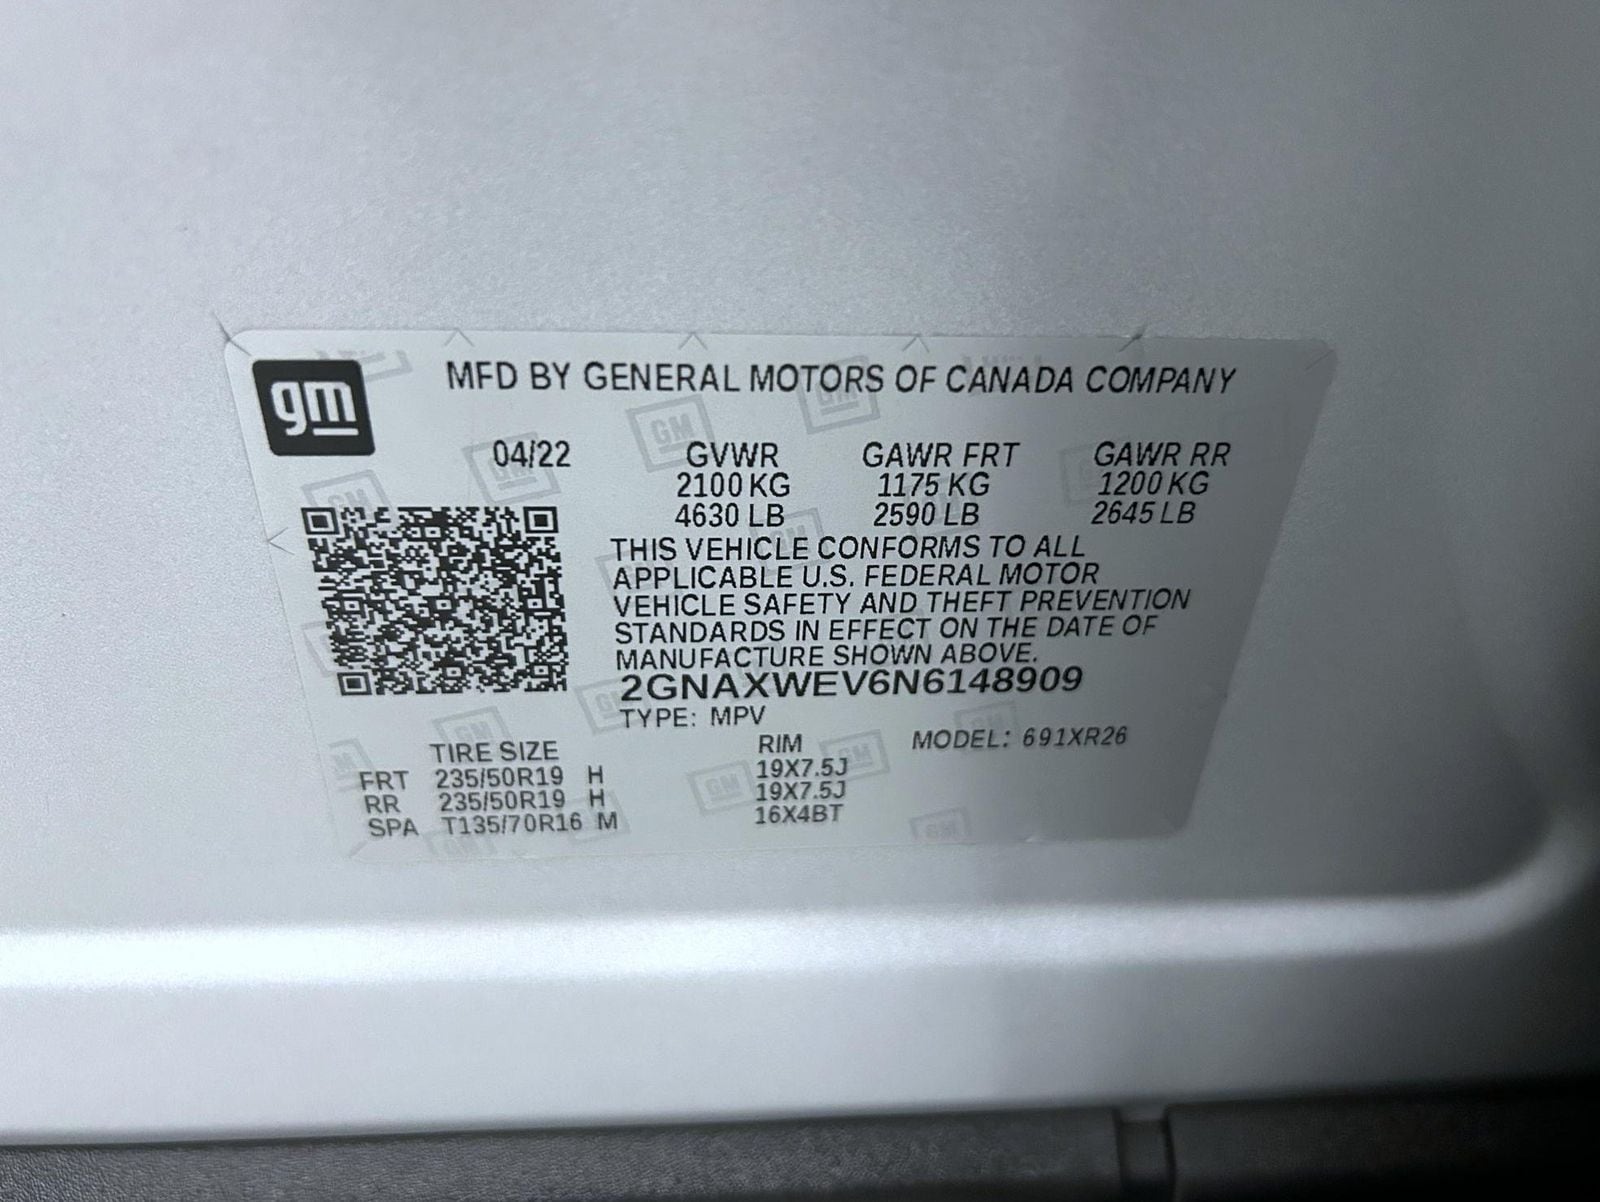 gm
MFD BY GENERAL MOTORS OF CANADA COMPANY
04/22 GVWR GAWR FRT GAWR RR
2100 KG 1175 KG 1200 KG
4630 LB 2590 LB 2645 LB
THIS VEHICLE CONFORMS TO ALL
APPLICABLE U.S. FEDERAL MOTOR
VEHICLE SAFETY AND THEFT PREVENTION
STANDARDS IN EFFECT ON THE DATE OF
MANUFACTURE SHOWN ABOVE.
2GNAXWEV6N6148909
TYPE: MPV
TIRE SIZE RIM MODEL: 691XR26
FRT 235/50R19 H 19X7.5J
RR 235/50R19 H 19X7.5J
SPA T135/70R16 M 16X4BT